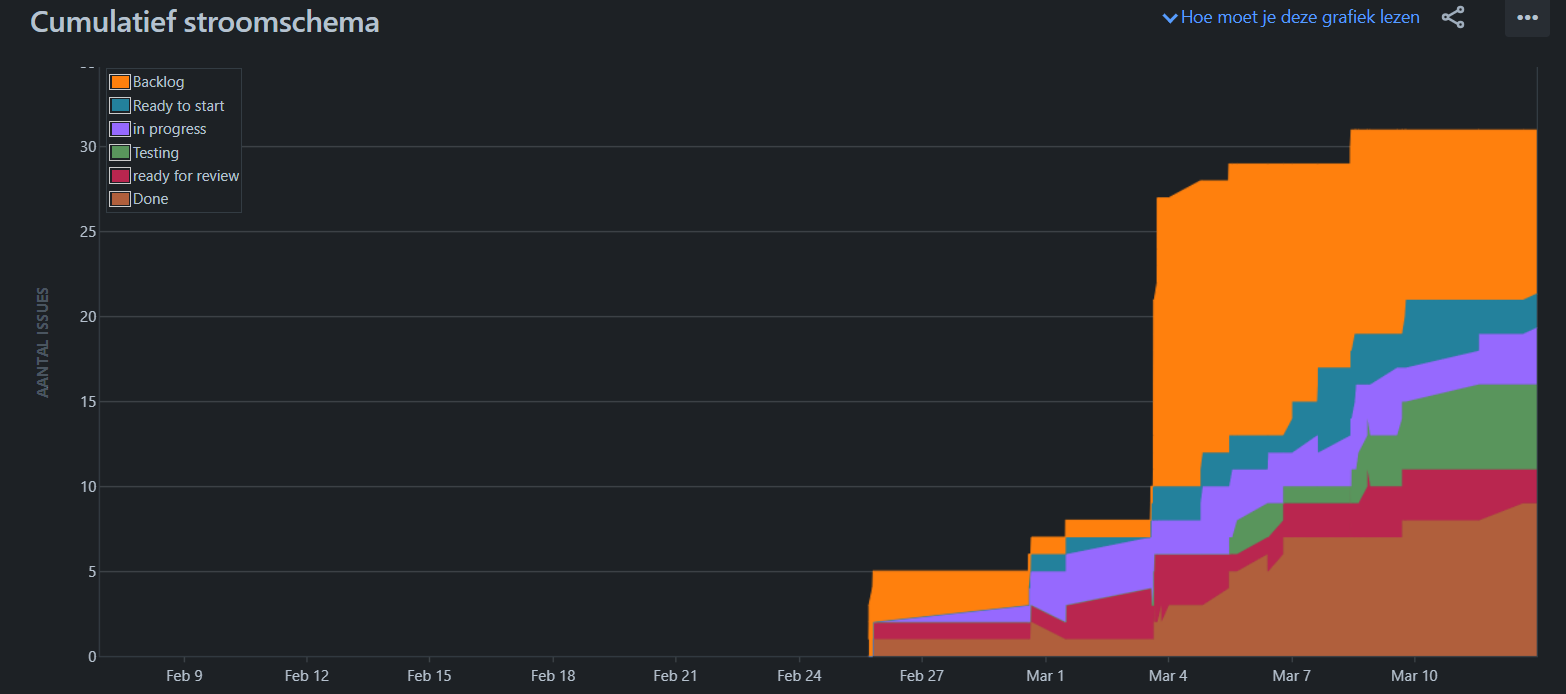 Cumulatief stroomschema
Hoe moet je deze grafiek lezen
Backlog
Ready to start
in progress
Testing
ready for review
Done
30
25
20
15
10
5
0
AANTAL ISSUES
Feb 9 Feb 12 Feb 15 Feb 18 Feb 21 Feb 24 Feb 27 Mar 1 Mar 4 Mar 7 Mar 10